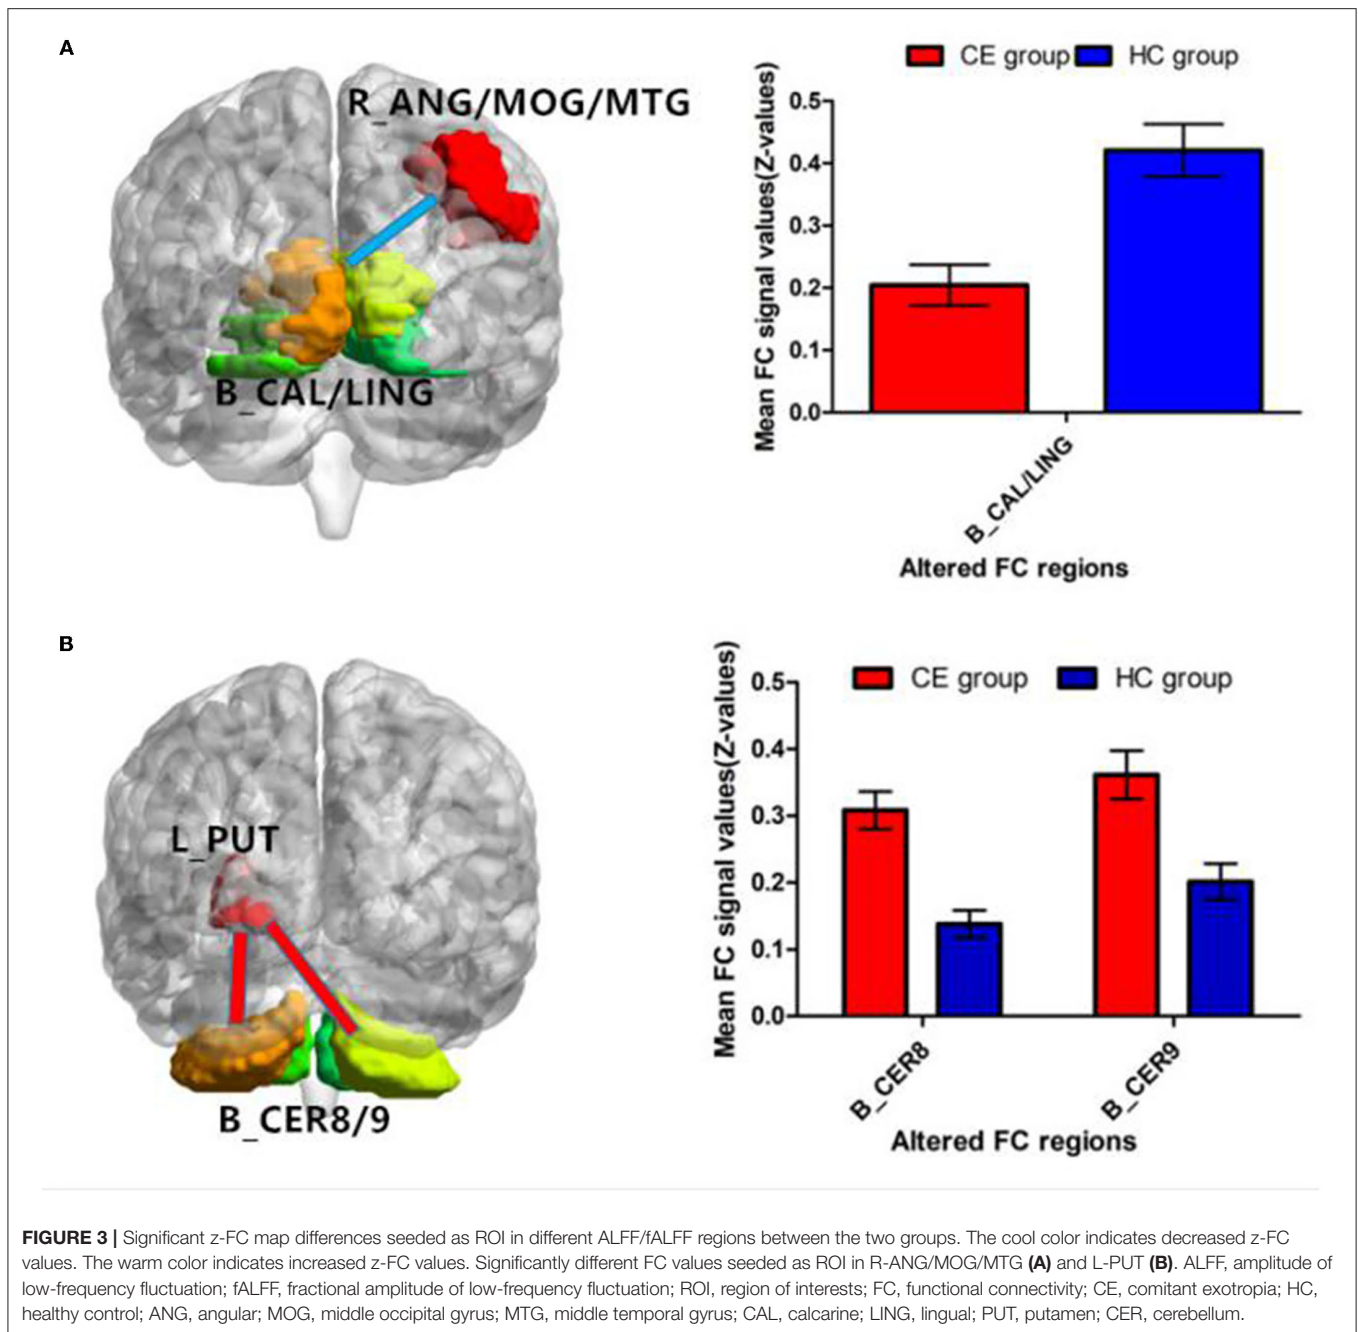 A
R_ANG/MOG/MTG
B_CAL/LING
CE group
HC group
Mean FC signal values(Z-values)
0.5
0.4
0.3
0.2
0.1
0.0
B_CAL/LING
Altered FC regions
B
L_PUT
B_CER8/9
CE group
HC group
Mean FC signal values(Z-values)
0.5
0.4
0.3
0.2
0.1
0.0
B_CER8
B_CER9
Altered FC regions
FIGURE 3 | Significant z-FC map differences seeded as ROI in different ALFF/fALFF regions between the two groups. The cool color indicates decreased z-FC
values. The warm color indicates increased z-FC values. Significantly different FC values seeded as ROI in R-ANG/MOG/MTG (A) and L-PUT (B). ALFF, amplitude of
low-frequency fluctuation; fALFF, fractional amplitude of low-frequency fluctuation; ROI, region of interests; FC, functional connectivity; CE, comitant exotropia; HC,
healthy control; ANG, angular; MOG, middle occipital gyrus; MTG, middle temporal gyrus; CAL, calcarine; LING, lingual; PUT, putamen; CER, cerebellum.